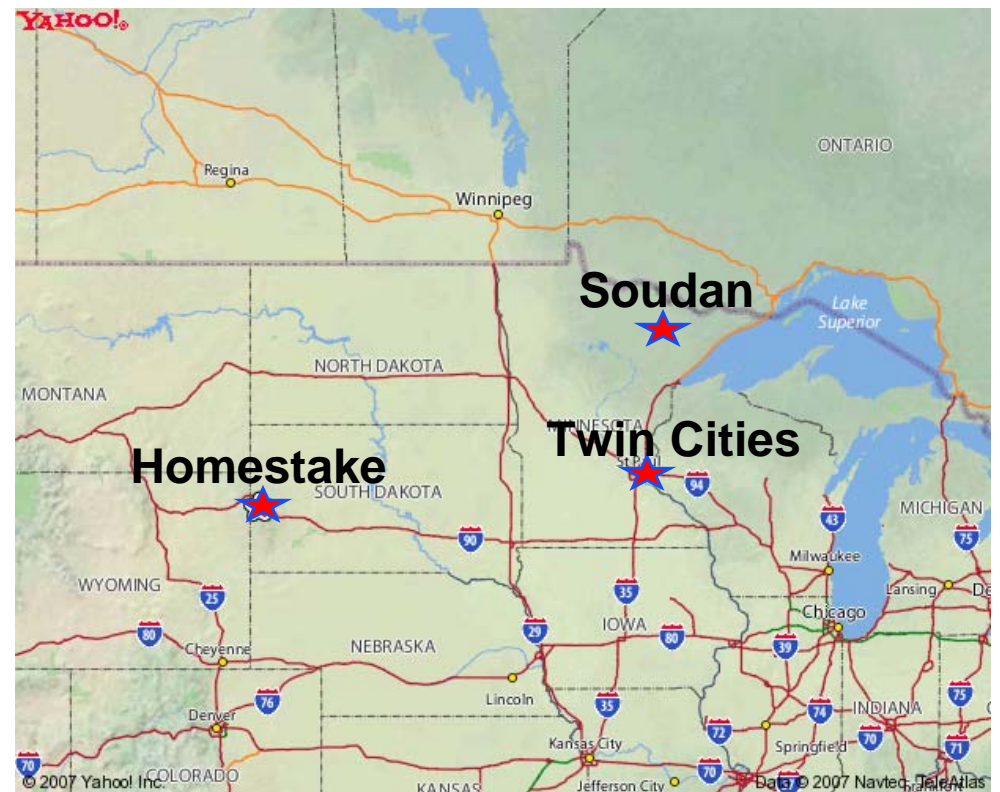 YAHOO!®
ONTARIO
Regina
Winnipeg
Soudan
Lake
Superior
NORTH DAKOTA
MONTANA
MINNESOTA
Twin Cities
St Paul
94
Homestake
SOUTH DAKOTA
MICHIGAN
43
75
90
Milwaukee
WYOMING
Lansing
De
25
35
Chicago
80
29
IOWA
80
39
Cheyenne
NEBRASKA
76
Lincoln
35
75
Denver
74
INDIANA
72
70
Kansas City
Springfield
71
70
70
57
© 2007 Yahoo! Inc.
COLORADO
KANSAS
Jefferson City
Data © 2007 Navteq, TeleAtlas